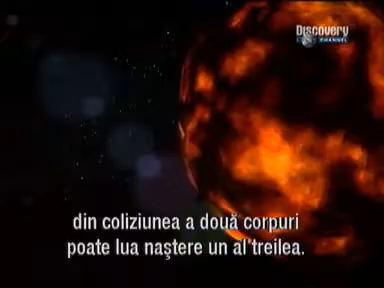 Discovery
CHANNEL
din coliziunea a două corpuri
poate lua naştere un al'treilea.